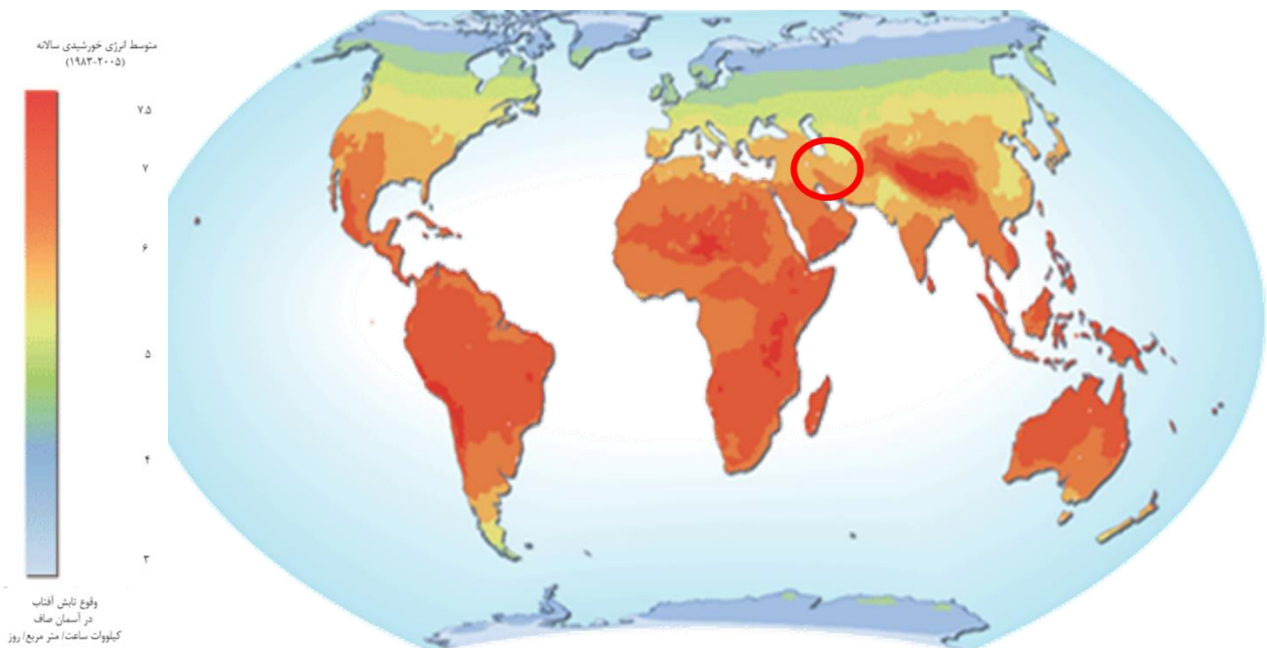 متوسط انرژی خورشیدی سالانه
(۱۹۸۳-۲۰۰۵)
۷.۵
۷
۶
۵
۴
۳
وقوع تابش آفتاب
در آسمان صاف
کیلووات ساعت/ متر مربع/ روز